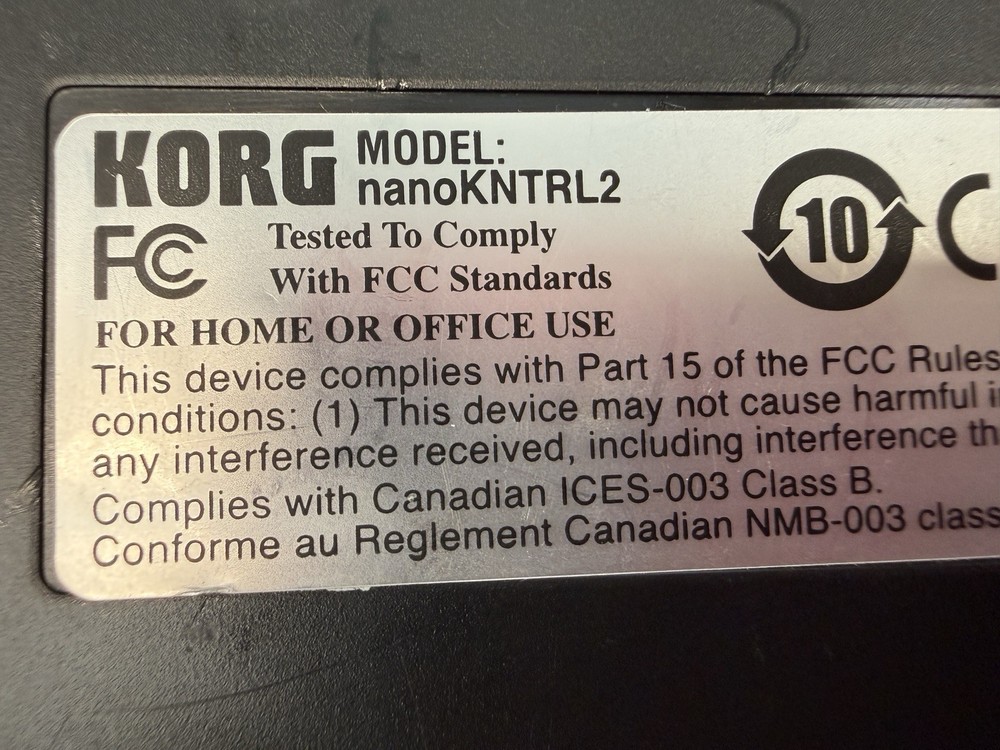 KORG MODEL:
nanoKNTRL2
FC Tested To Comply
With FCC Standards
10
FOR HOME OR OFFICE USE
This device complies with Part 15 of the FCC Rules
conditions: (1) This device may not cause harmful
any interference received, including interference
Complies with Canadian ICES-003 Class B.
Conforme au Reglement Canadian NMB-003 class